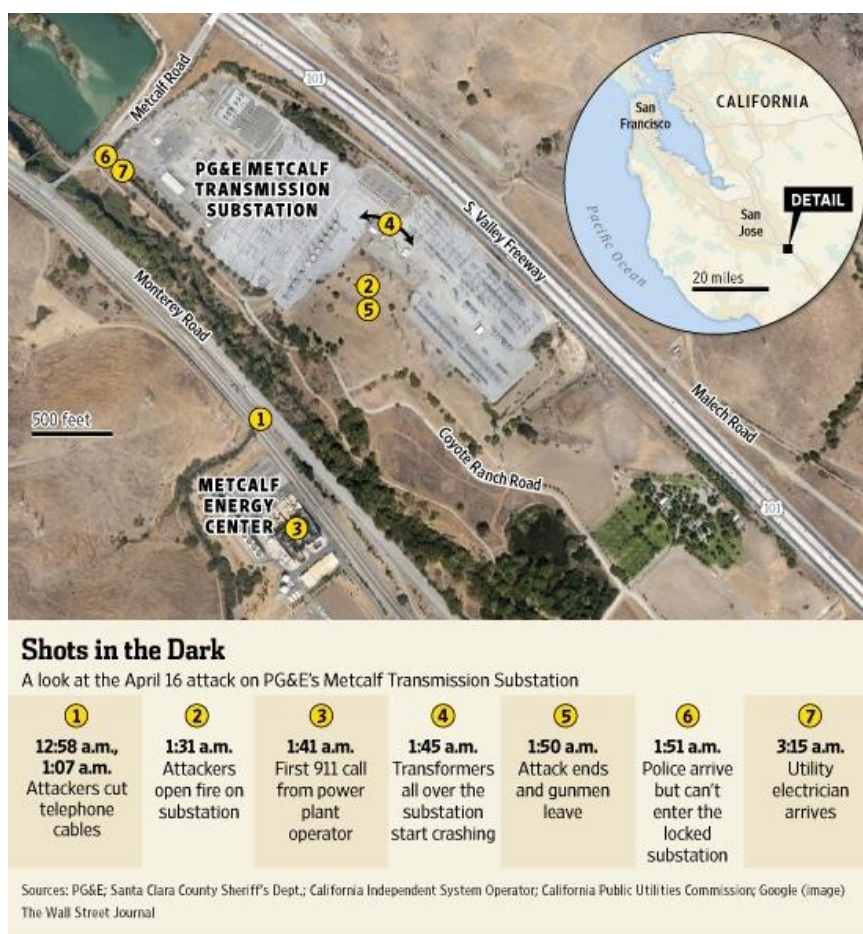 Metcalf Road
101
6
7
PG&E METCALF
TRANSMISSION
SUBSTATION
4
2
5
S. Valley Freeway
Monterey Road
500 feet
1
METCALF
ENERGY
CENTER
3
Coyote Ranch Road
Malech Road
101
San
Francisco
CALIFORNIA
San
Jose
DETAIL
Pacific Ocean
20 miles
Shots in the Dark
A look at the April 16 attack on PG&E's Metcalf Transmission Substation
1
12:58 a.m.,
1:07 a.m.
Attackers cut
telephone
cables
2
1:31 a.m.
Attackers
open fire on
substation
3
1:41 a.m.
First 911 call
from power
plant
operator
4
1:45 a.m.
Transformers
all over the
substation
start crashing
5
1:50 a.m.
Attack ends
and gunmen
leave
6
1:51 a.m.
Police arrive
but can't
enter the
locked
substation
7
3:15 a.m.
Utility
electrician
arrives
Sources: PG&E; Santa Clara County Sheriff's Dept.; California Independent System Operator; California Public Utilities Commission; Google (image)
The Wall Street Journal